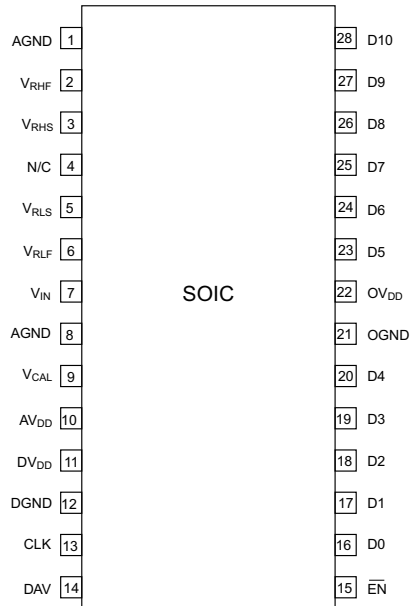 AGND 1 28 D10
VRHF 2 27 D9
VRHS 3 26 D8
N/C 4 25 D7
VRLS 5 24 D6
VRLF 6 23 D5
VIN 7 SOIC 22 OVDD
AGND 8 21 OGND
VCAL 9 20 D4
AVDD 10 19 D3
DVDD 11 18 D2
DGND 12 17 D1
CLK 13 16 D0
DAV 14 15 E̅N̅